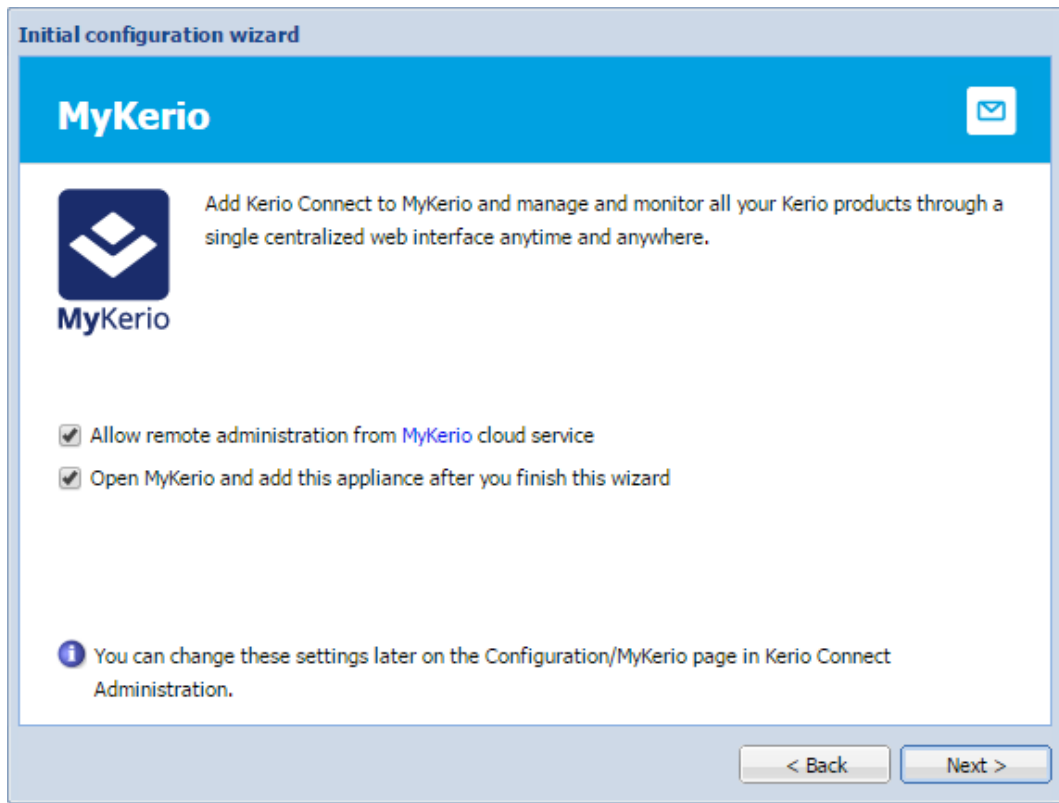 Initial configuration wizard
MyKerio
Add Kerio Connect to MyKerio and manage and monitor all your Kerio products through a
single centralized web interface anytime and anywhere.
MyKerio
Allow remote administration from MyKerio cloud service
Open MyKerio and add this appliance after you finish this wizard
You can change these settings later on the Configuration/MyKerio page in Kerio Connect
Administration.
< Back
Next >